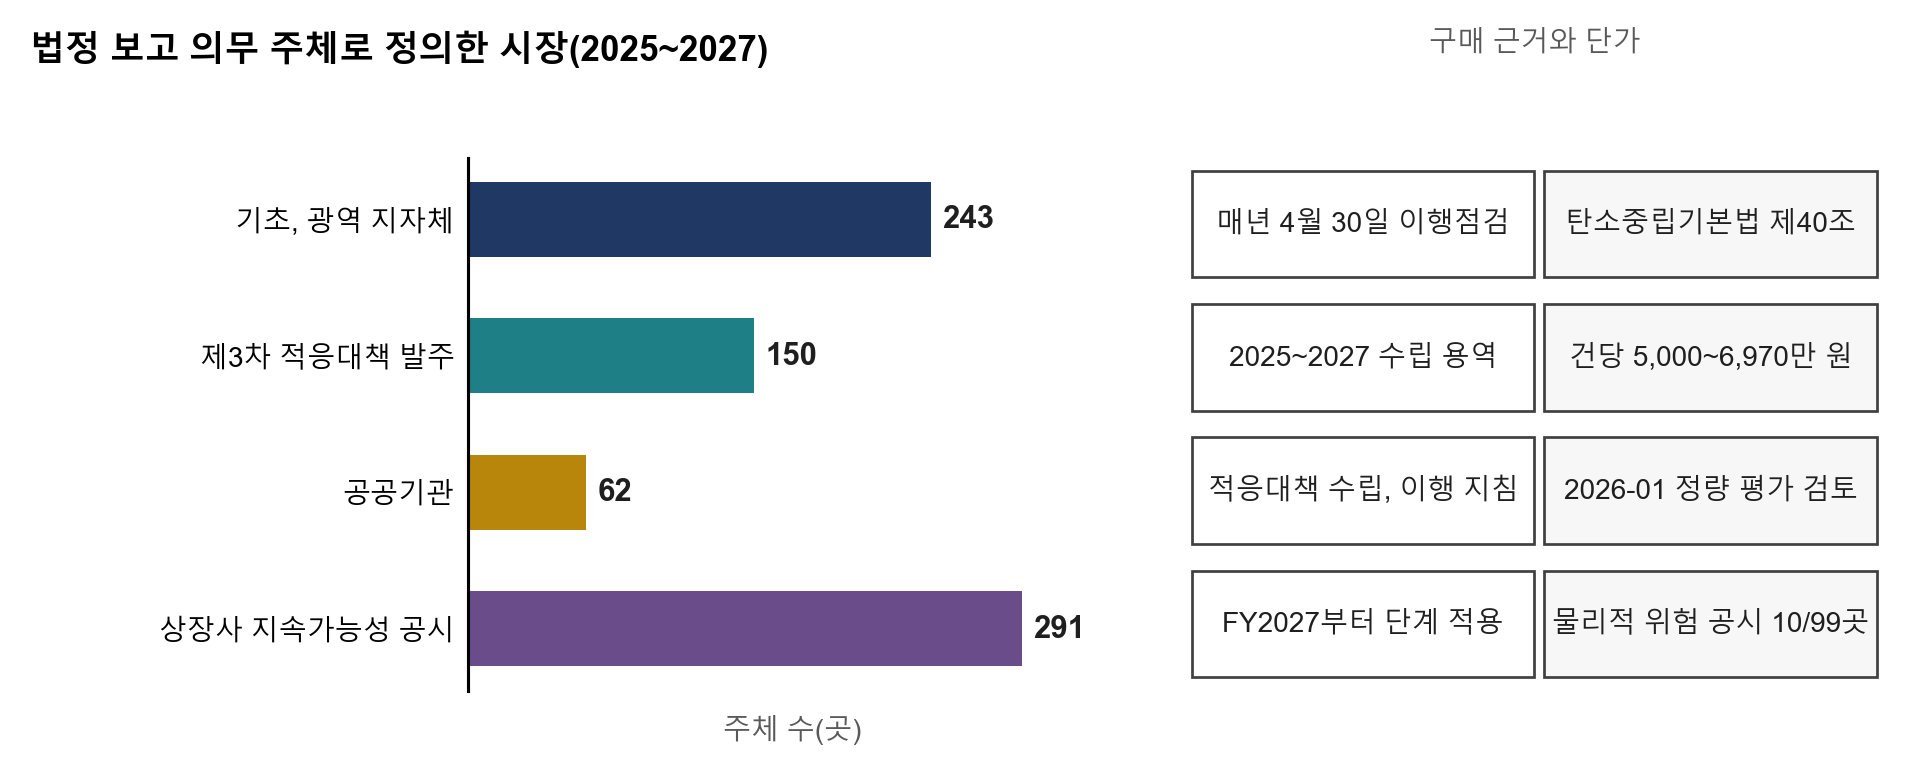 법정 보고 의무 주체로 정의한 시장(2025~2027)
구매 근거와 단가
기초, 광역 지자체
243
매년 4월 30일 이행점검
탄소중립기본법 제40조
제3차 적응대책 발주
150
2025~2027 수립 용역
건당 5,000~6,970만 원
공공기관
62
적응대책 수립, 이행 지침
2026-01 정량 평가 검토
상장사 지속가능성 공시
291
FY2027부터 단계 적용
물리적 위험 공시 10/99곳
주체 수(곳)